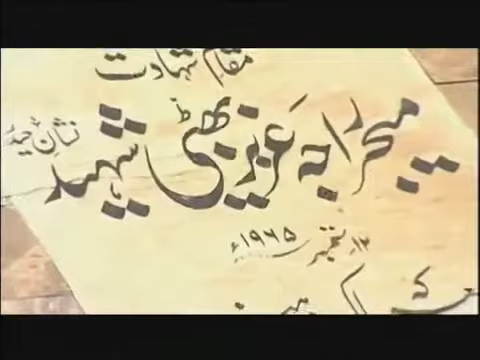 مقام شہادت
میجر راجہ عزیز بھٹی شہید نشان حیدر
۱۲ ستمبر ۱۹۶۵ء